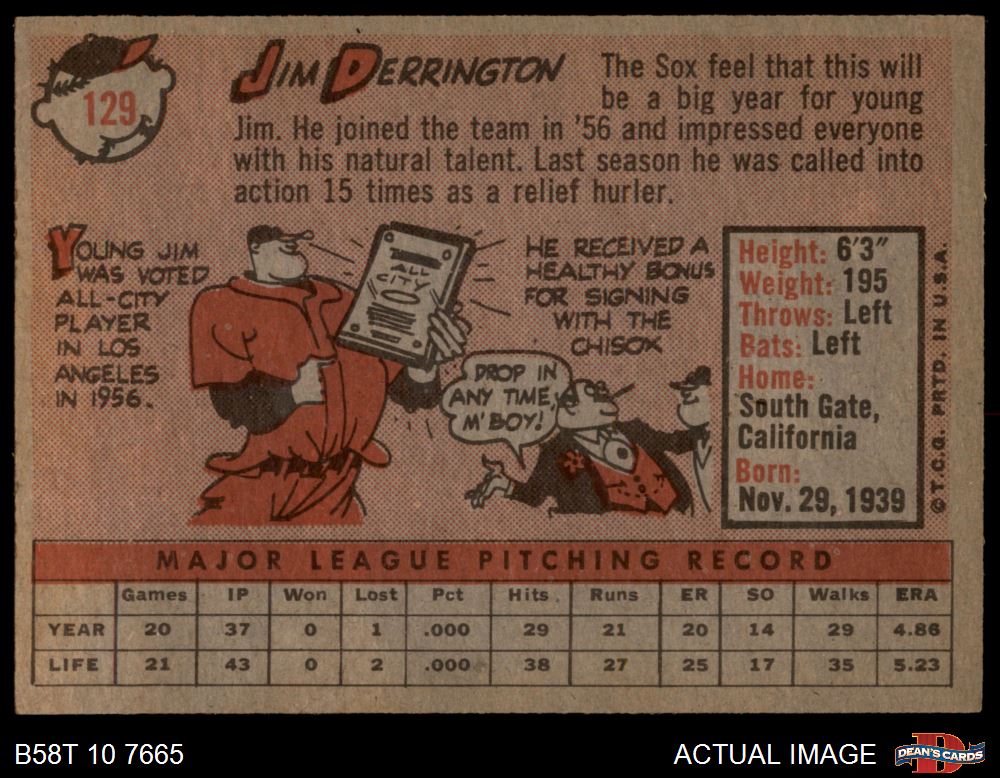 129
JIM DERRINGTON
The Sox feel that this will
be a big year for young
Jim. He joined the team in '56 and impressed everyone
with his natural talent. Last season he was called into
action 15 times as a relief hurler.
YOUNG JIM
WAS VOTED
ALL-CITY
PLAYER
IN LOS
ANGELES
IN 1956.
ALL
CITY
HE RECEIVED A
HEALTHY BONUS
FOR SIGNING
WITH THE
CHISOX
DROP IN
ANY TIME,
M'BOY!
Height: 6'3"
Weight: 195
Throws: Left
Bats: Left
Home:
South Gate,
California
Born:
Nov. 29, 1939
© T.C.G. PRTD. IN U.S.A.
MAJOR LEAGUE PITCHING RECORD
Games IP Won Lost Pct Hits Runs ER SO Walks ERA
YEAR 20 37 0 1 .000 29 21 20 14 29 4.86
LIFE 21 43 0 2 .000 38 27 25 17 35 5.23
B58T 10 7665
ACTUAL IMAGE
DEAN'S CARDS